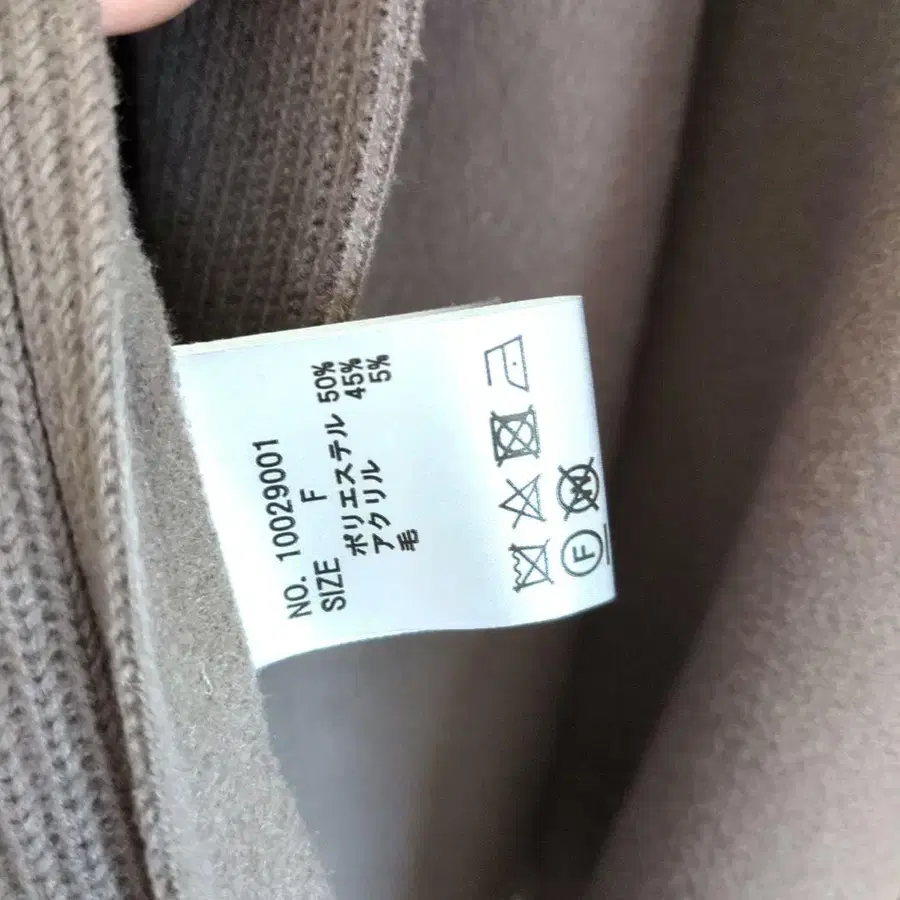 NO. 10029001
SIZE F
ポリエステル 50%
アクリル 45%
毛 5%
F
W